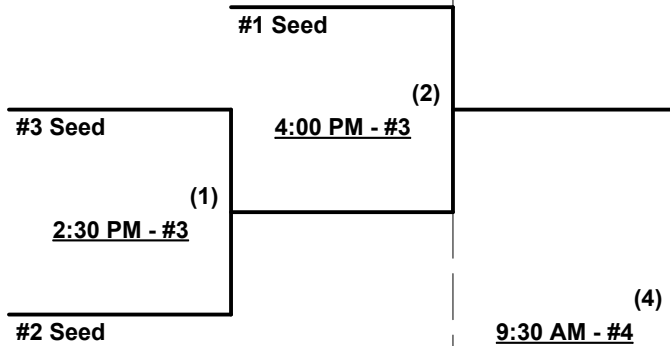 #1 Seed
(2)
#3 Seed
4:00 PM - #3
(1)
2:30 PM - #3
(4)
#2 Seed
9:30 AM - #4